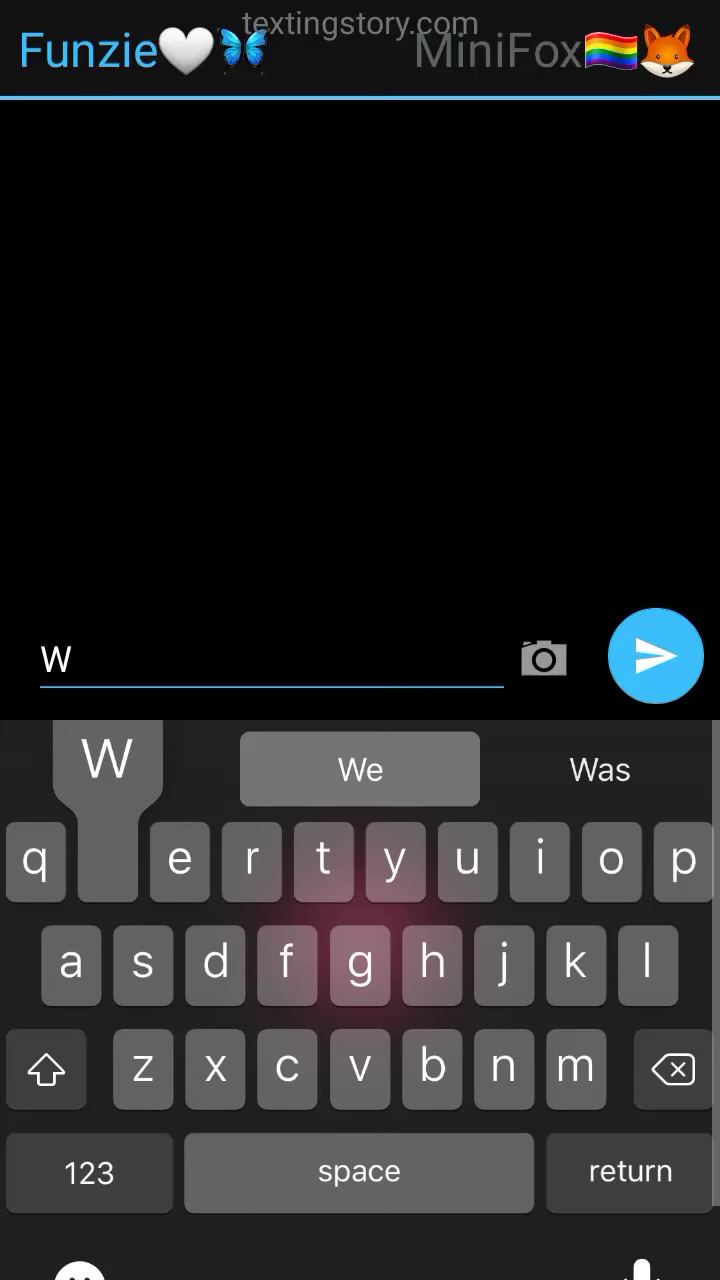 textingstory.com
Funzie🤍🦋 MiniFox🏳️‍🌈🦊
W
W We Was
q e r t y u i o p
a s d f g h j k l
z x c v b n m
123 space return